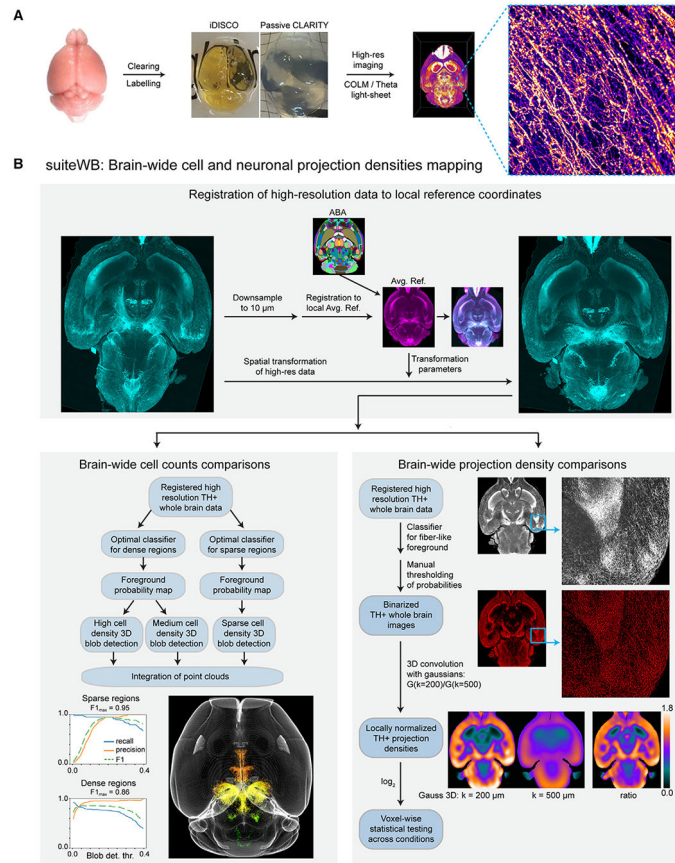 A
iDISCO
Passive CLARITY
Clearing
Labelling
High-res
imaging
COLM / Theta
light-sheet
B
suiteWB: Brain-wide cell and neuronal projection densities mapping
Registration of high-resolution data to local reference coordinates
ABA
Avg. Ref.
Downsample
to 10 µm
Registration to
local Avg. Ref.
Spatial transformation
of high-res data
Transformation
parameters
Brain-wide cell counts comparisons
Registered high
resolution TH+
whole brain data
Optimal classifier
for dense regions
Optimal classifier
for sparse regions
Foreground
probability map
Foreground
probability map
High cell
density 3D
blob detection
Medium cell
density 3D
blob detection
Sparse cell
density 3D
blob detection
Integration of point clouds
Sparse regions
F1max = 0.95
1.0
recall
precision
F1
0.0
0
0.4
Dense regions
F1max = 0.86
1.0
0.0
0
Blob det. thr.
0.4
Brain-wide projection density comparisons
Registered high
resolution TH+
whole brain data
Classifier
for fiber-like
foreground
Manual
thresholding
of probabilities
Binarized
TH+ whole brain
images
3D convolution
with gaussians:
G(k=200)/G(k=500)
Locally normalized
TH+ projection
densities
1.8
0.0
log2
Gauss 3D: k = 200 µm
k = 500 µm
ratio
Voxel-wise
statistical testing
across conditions